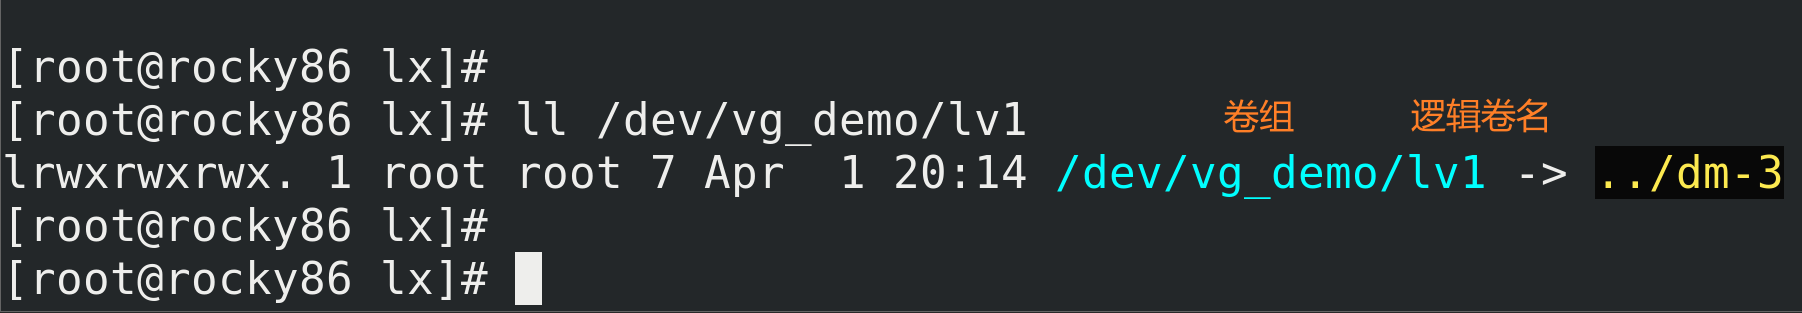 [root@rocky86 lx]#
[root@rocky86 lx]# ll /dev/vg_demo/lv1 卷组 逻辑卷名
lrwxrwxrwx. 1 root root 7 Apr  1 20:14 /dev/vg_demo/lv1 -> ../dm-3
[root@rocky86 lx]#
[root@rocky86 lx]#